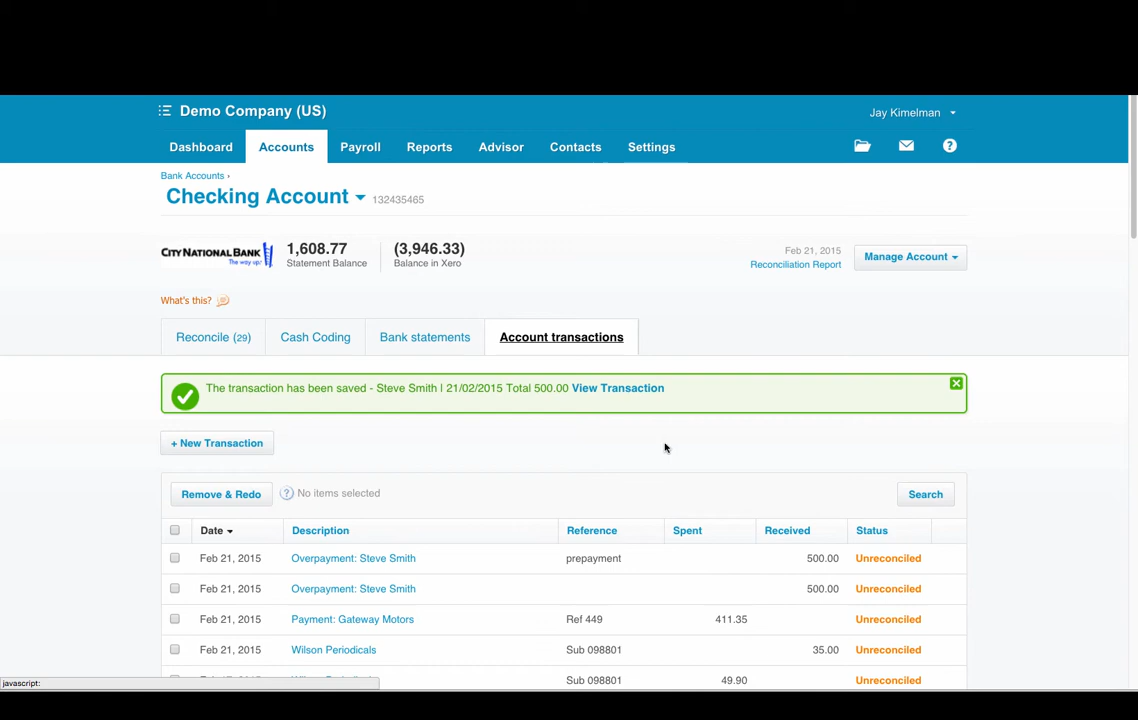 Demo Company (US)
Jay Kimelman
Dashboard Accounts Payroll Reports Advisor Contacts Settings ?
Bank Accounts ›
Checking Account 132435465
CITY NATIONAL BANK
The way up.
1,608.77
Statement Balance
(3,946.33)
Balance in Xero
Feb 21, 2015
Reconciliation Report
Manage Account
What's this?
Reconcile (29) Cash Coding Bank statements Account transactions
The transaction has been saved - Steve Smith | 21/02/2015 Total 500.00 View Transaction
+ New Transaction
Remove & Redo ? No items selected Search
Date Description Reference Spent Received Status
Feb 21, 2015 Overpayment: Steve Smith prepayment 500.00 Unreconciled
Feb 21, 2015 Overpayment: Steve Smith 500.00 Unreconciled
Feb 21, 2015 Payment: Gateway Motors Ref 449 411.35 Unreconciled
Feb 21, 2015 Wilson Periodicals Sub 098801 35.00 Unreconciled
Sub 098801 49.90 Unreconciled
javascript: